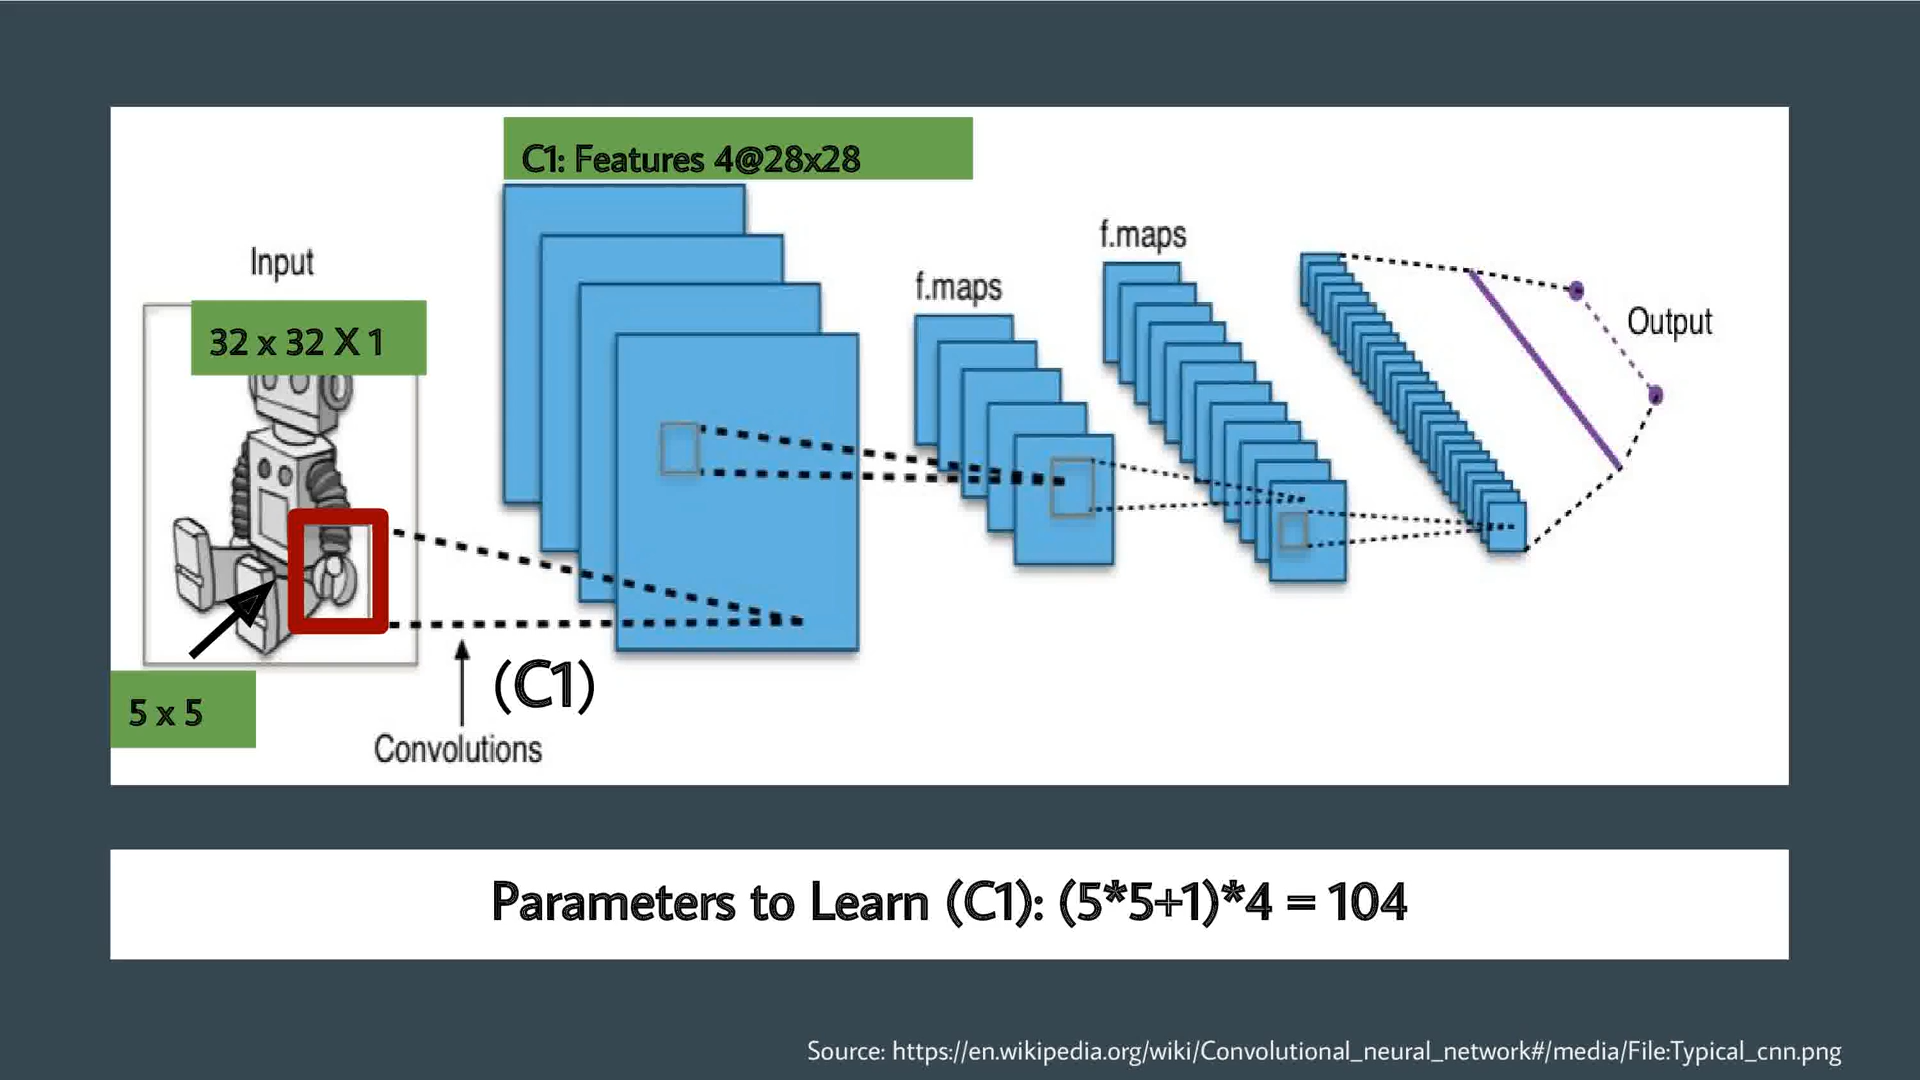 C1: Features 4@28x28
Input
32 x 32 X 1
f.maps
f.maps
Output
5 x 5
(C1)
Convolutions
Parameters to Learn (C1): (5*5+1)*4 = 104
Source: https://en.wikipedia.org/wiki/Convolutional_neural_network#/media/File:Typical_cnn.png